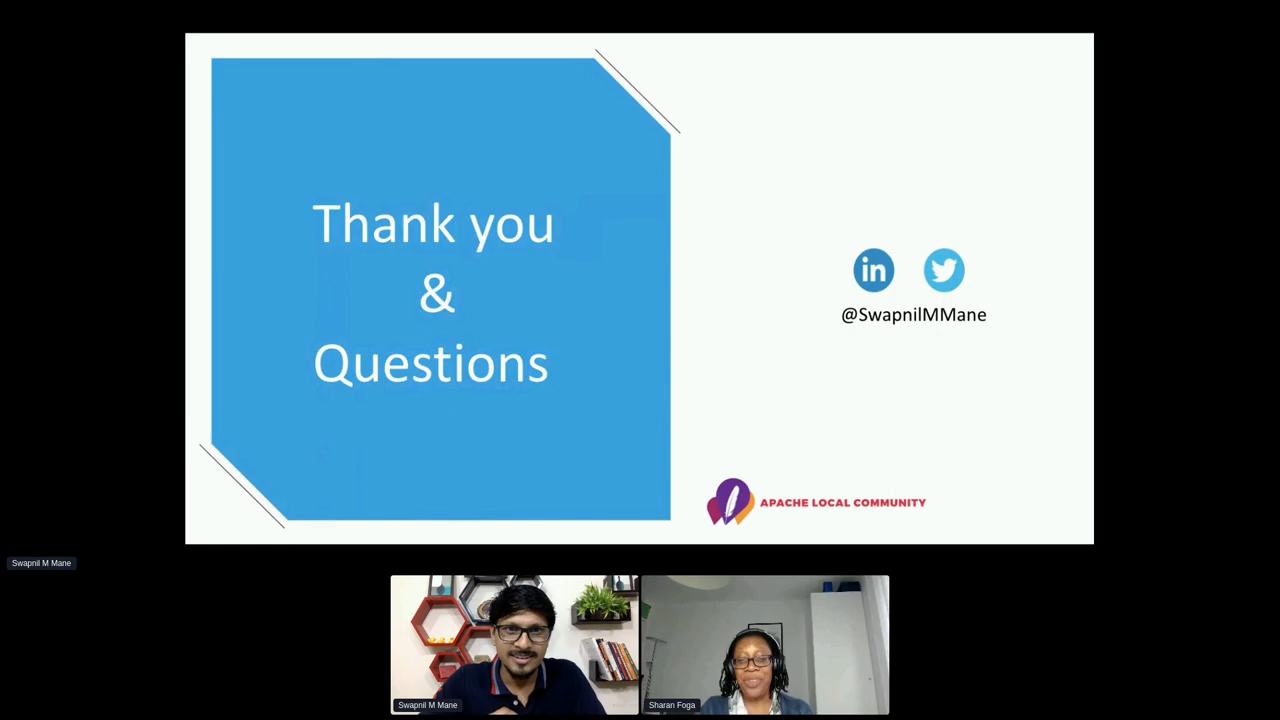 Thank you
&
Questions
in
@SwapnilMMane
APACHE LOCAL COMMUNITY
Swapnil M Mane
Swapnil M Mane
Sharan Foga